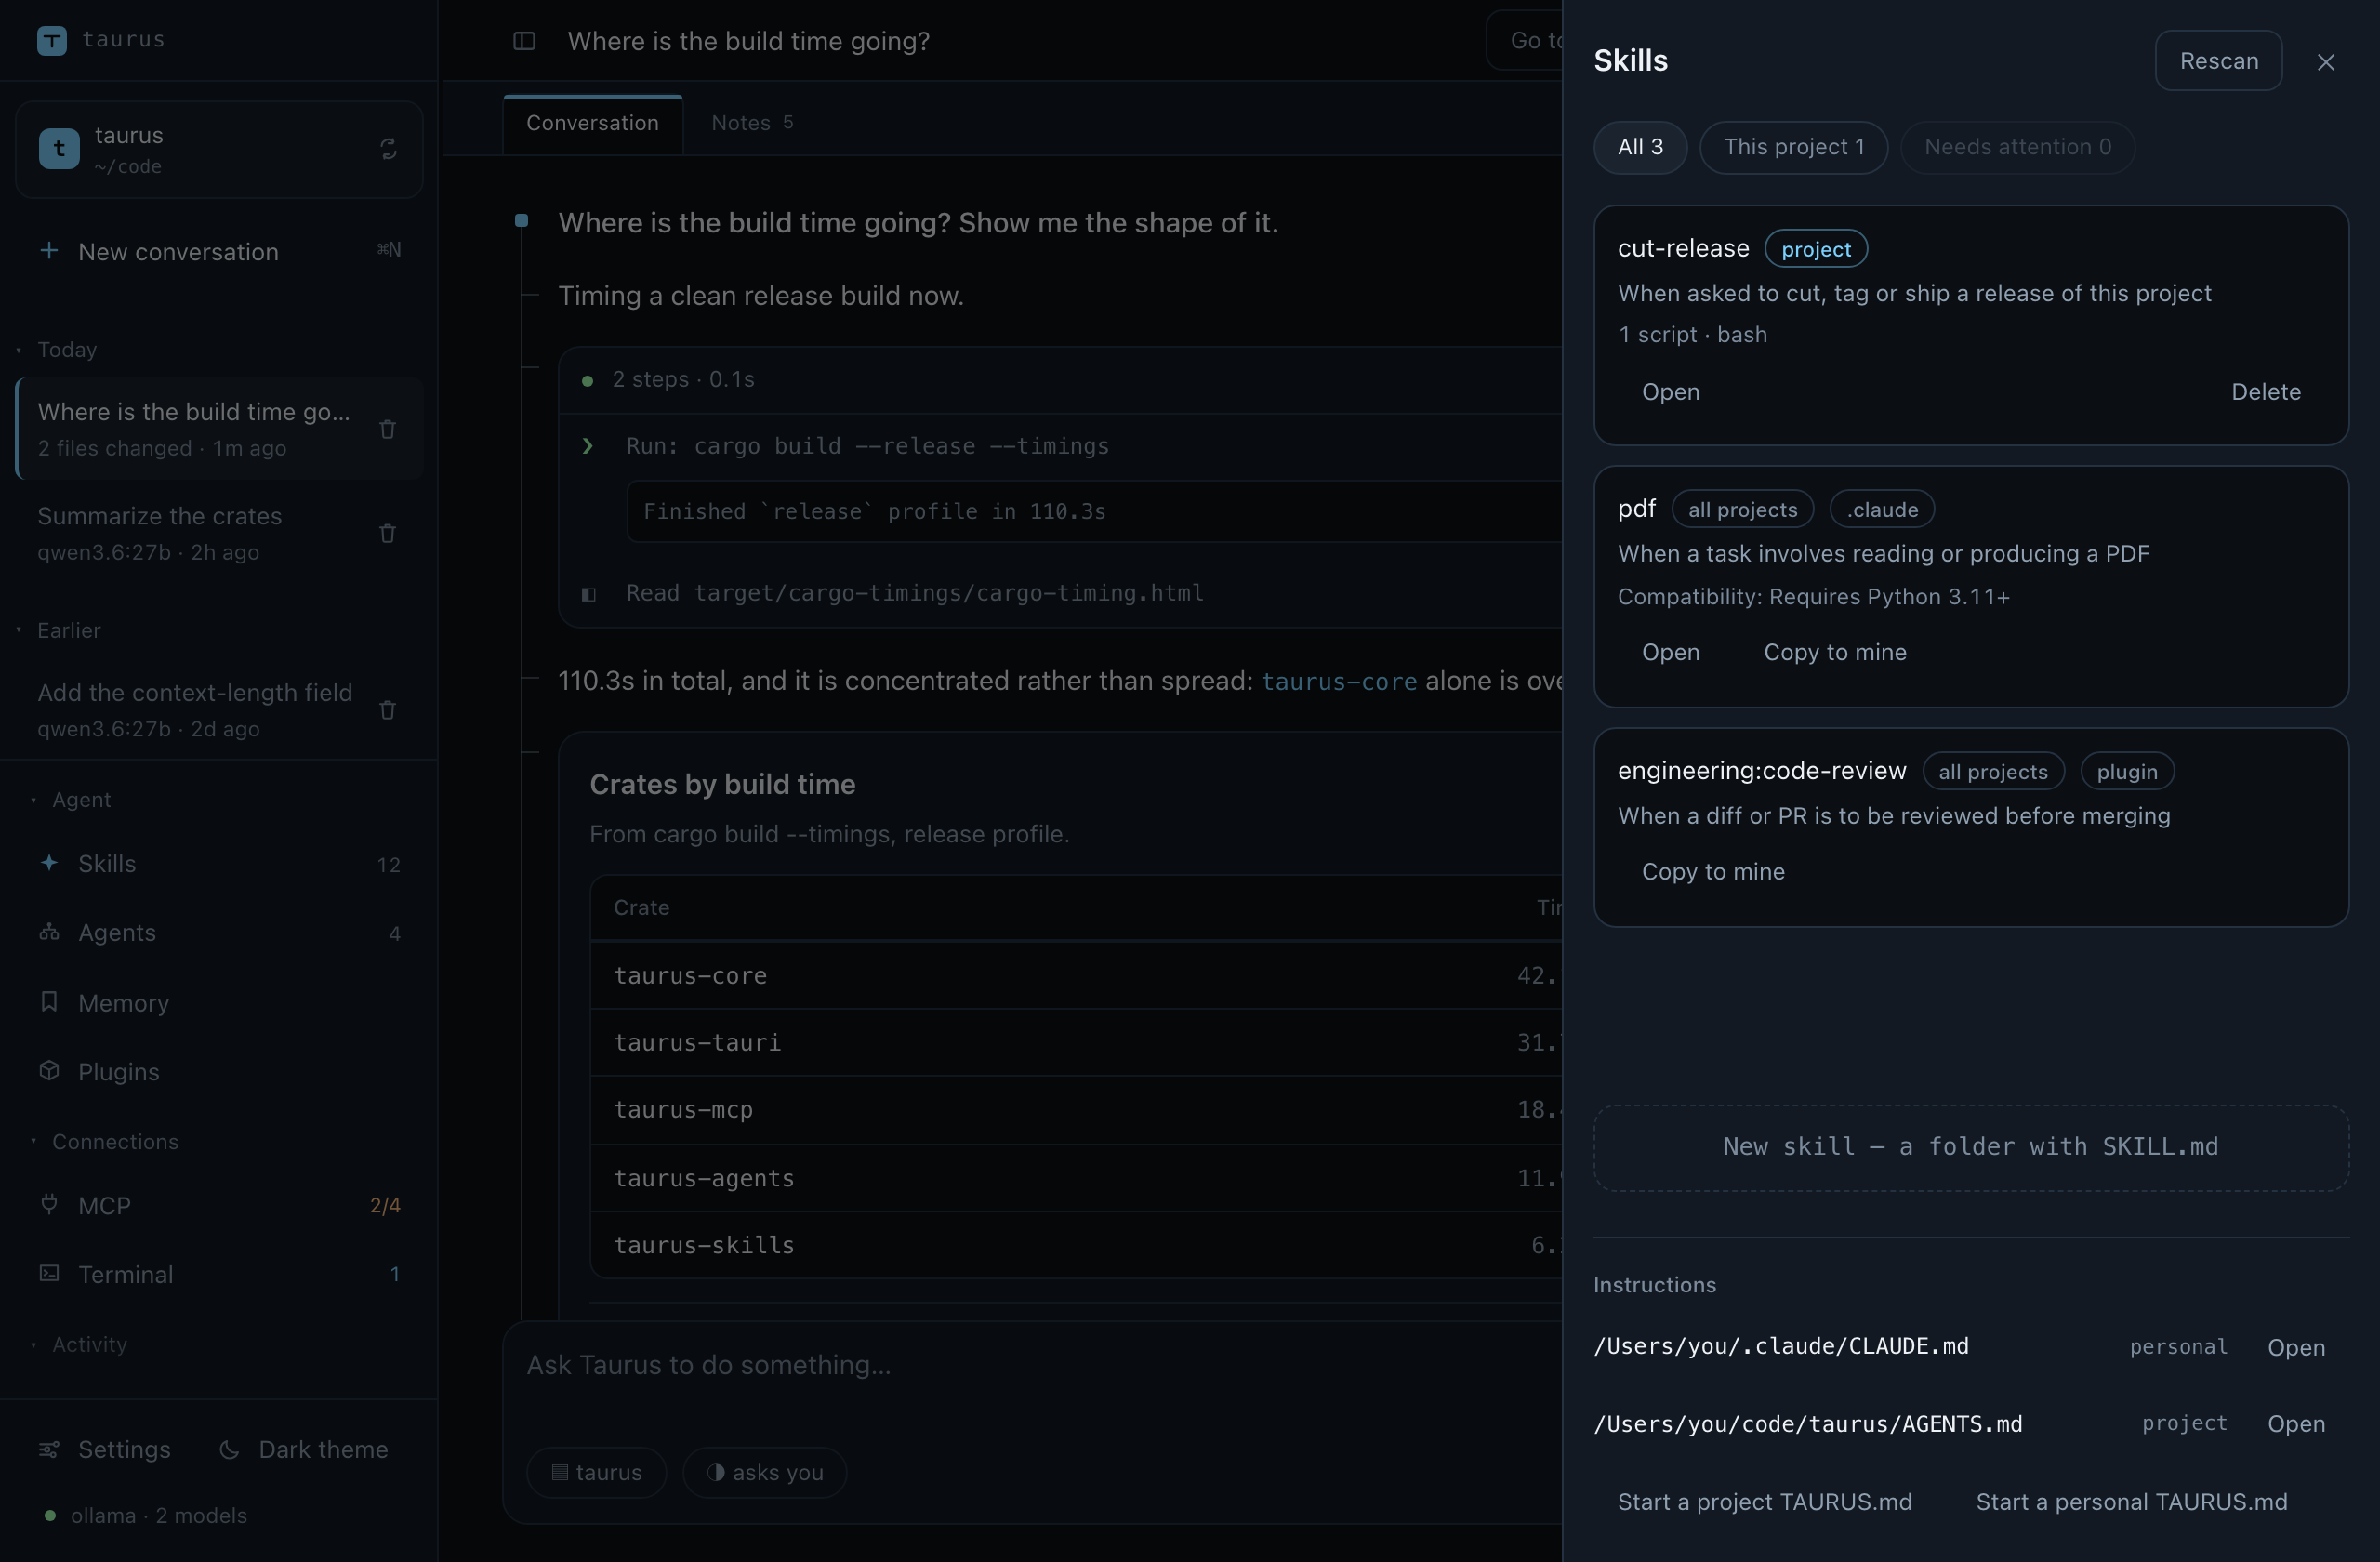 taurus
taurus
~/code
New conversation ⌘N
Today
Where is the build time go...
2 files changed · 1m ago
Summarize the crates
qwen3.6:27b · 2h ago
Earlier
Add the context-length field
qwen3.6:27b · 2d ago
Agent
Skills 12
Agents 4
Memory
Plugins
Connections
MCP 2/4
Terminal 1
Activity
Settings Dark theme
ollama · 2 models
Where is the build time going?
Go to
Conversation Notes 5
Where is the build time going? Show me the shape of it.
Timing a clean release build now.
2 steps · 0.1s
Run: cargo build --release --timings
Finished `release` profile in 110.3s
Read target/cargo-timings/cargo-timing.html
110.3s in total, and it is concentrated rather than spread: taurus-core alone is ove
Crates by build time
From cargo build --timings, release profile.
Crate
taurus-core 42.
taurus-tauri 31.
taurus-mcp 18.
taurus-agents 11.
taurus-skills 6.
Ask Taurus to do something...
taurus asks you
Skills Rescan
All 3 This project 1 Needs attention 0
cut-release project
When asked to cut, tag or ship a release of this project
1 script · bash
Open Delete
pdf all projects .claude
When a task involves reading or producing a PDF
Compatibility: Requires Python 3.11+
Open Copy to mine
engineering:code-review all projects plugin
When a diff or PR is to be reviewed before merging
Copy to mine
New skill — a folder with SKILL.md
Instructions
/Users/you/.claude/CLAUDE.md personal Open
/Users/you/code/taurus/AGENTS.md project Open
Start a project TAURUS.md Start a personal TAURUS.md